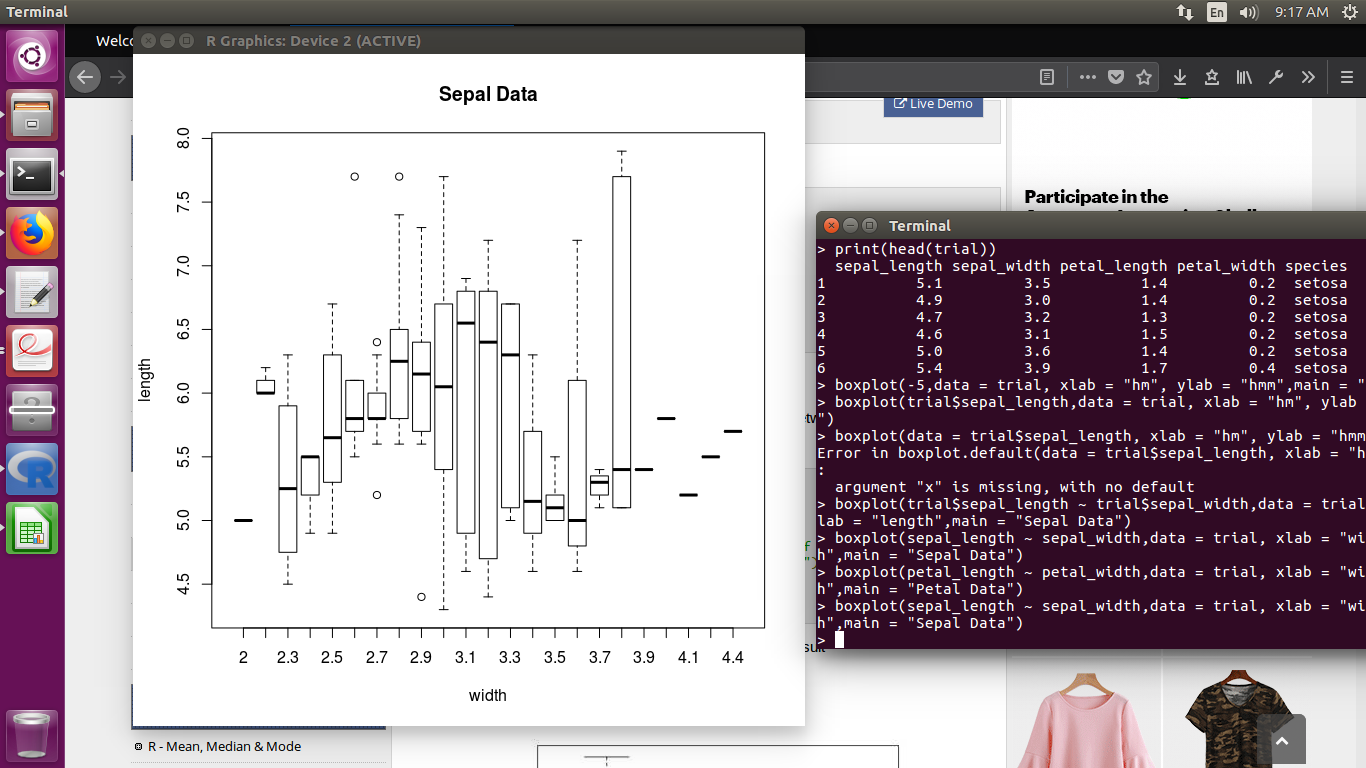 Terminal
En
9:17 AM
Welco
R Graphics: Device 2 (ACTIVE)
Sepal Data
8.0
7.5
7.0
6.5
6.0
5.5
5.0
4.5
length
2 2.3 2.5 2.7 2.9 3.1 3.3 3.5 3.7 3.9 4.1 4.4
width
R - Mean, Median & Mode
Live Demo
Participate in the
Terminal
> print(head(trial))
sepal_length sepal_width petal_length petal_width species
1 5.1 3.5 1.4 0.2 setosa
2 4.9 3.0 1.4 0.2 setosa
3 4.7 3.2 1.3 0.2 setosa
4 4.6 3.1 1.5 0.2 setosa
5 5.0 3.6 1.4 0.2 setosa
6 5.4 3.9 1.7 0.4 setosa
> boxplot(-5,data = trial, xlab = "hm", ylab = "hmm",main = "
> boxplot(trial$sepal_length,data = trial, xlab = "hm", ylab
")
> boxplot(data = trial$sepal_length, xlab = "hm", ylab = "hmm
Error in boxplot.default(data = trial$sepal_length, xlab = "h
:
argument "x" is missing, with no default
> boxplot(trial$sepal_length ~ trial$sepal_width,data = trial
lab = "length",main = "Sepal Data")
> boxplot(sepal_length ~ sepal_width,data = trial, xlab = "wi
h",main = "Sepal Data")
> boxplot(petal_length ~ petal_width,data = trial, xlab = "wi
h",main = "Petal Data")
> boxplot(sepal_length ~ sepal_width,data = trial, xlab = "wi
h",main = "Sepal Data")
>